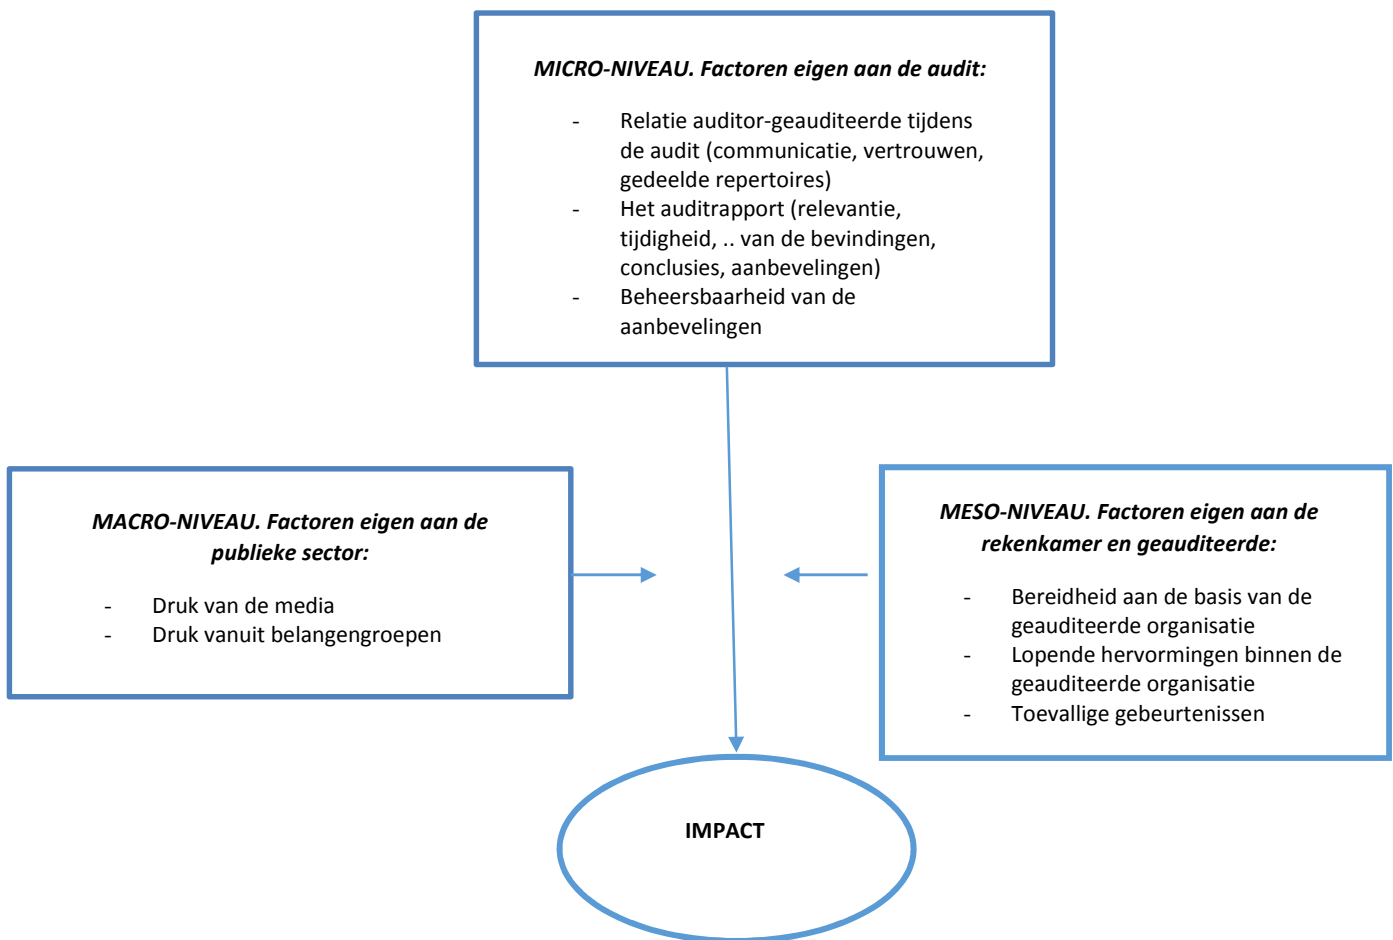 MICRO-NIVEAU. Factoren eigen aan de audit:
- Relatie auditor-geauditeerde tijdens
de audit (communicatie, vertrouwen,
gedeelde repertoires)
- Het auditrapport (relevantie,
tijdigheid, .. van de bevindingen,
conclusies, aanbevelingen)
- Beheersbaarheid van de
aanbevelingen
MACRO-NIVEAU. Factoren eigen aan de
publieke sector:
- Druk van de media
- Druk vanuit belangengroepen
MESO-NIVEAU. Factoren eigen aan de
rekenkamer en geauditeerde:
- Bereidheid aan de basis van de
geauditeerde organisatie
- Lopende hervormingen binnen de
geauditeerde organisatie
- Toevallige gebeurtenissen
IMPACT